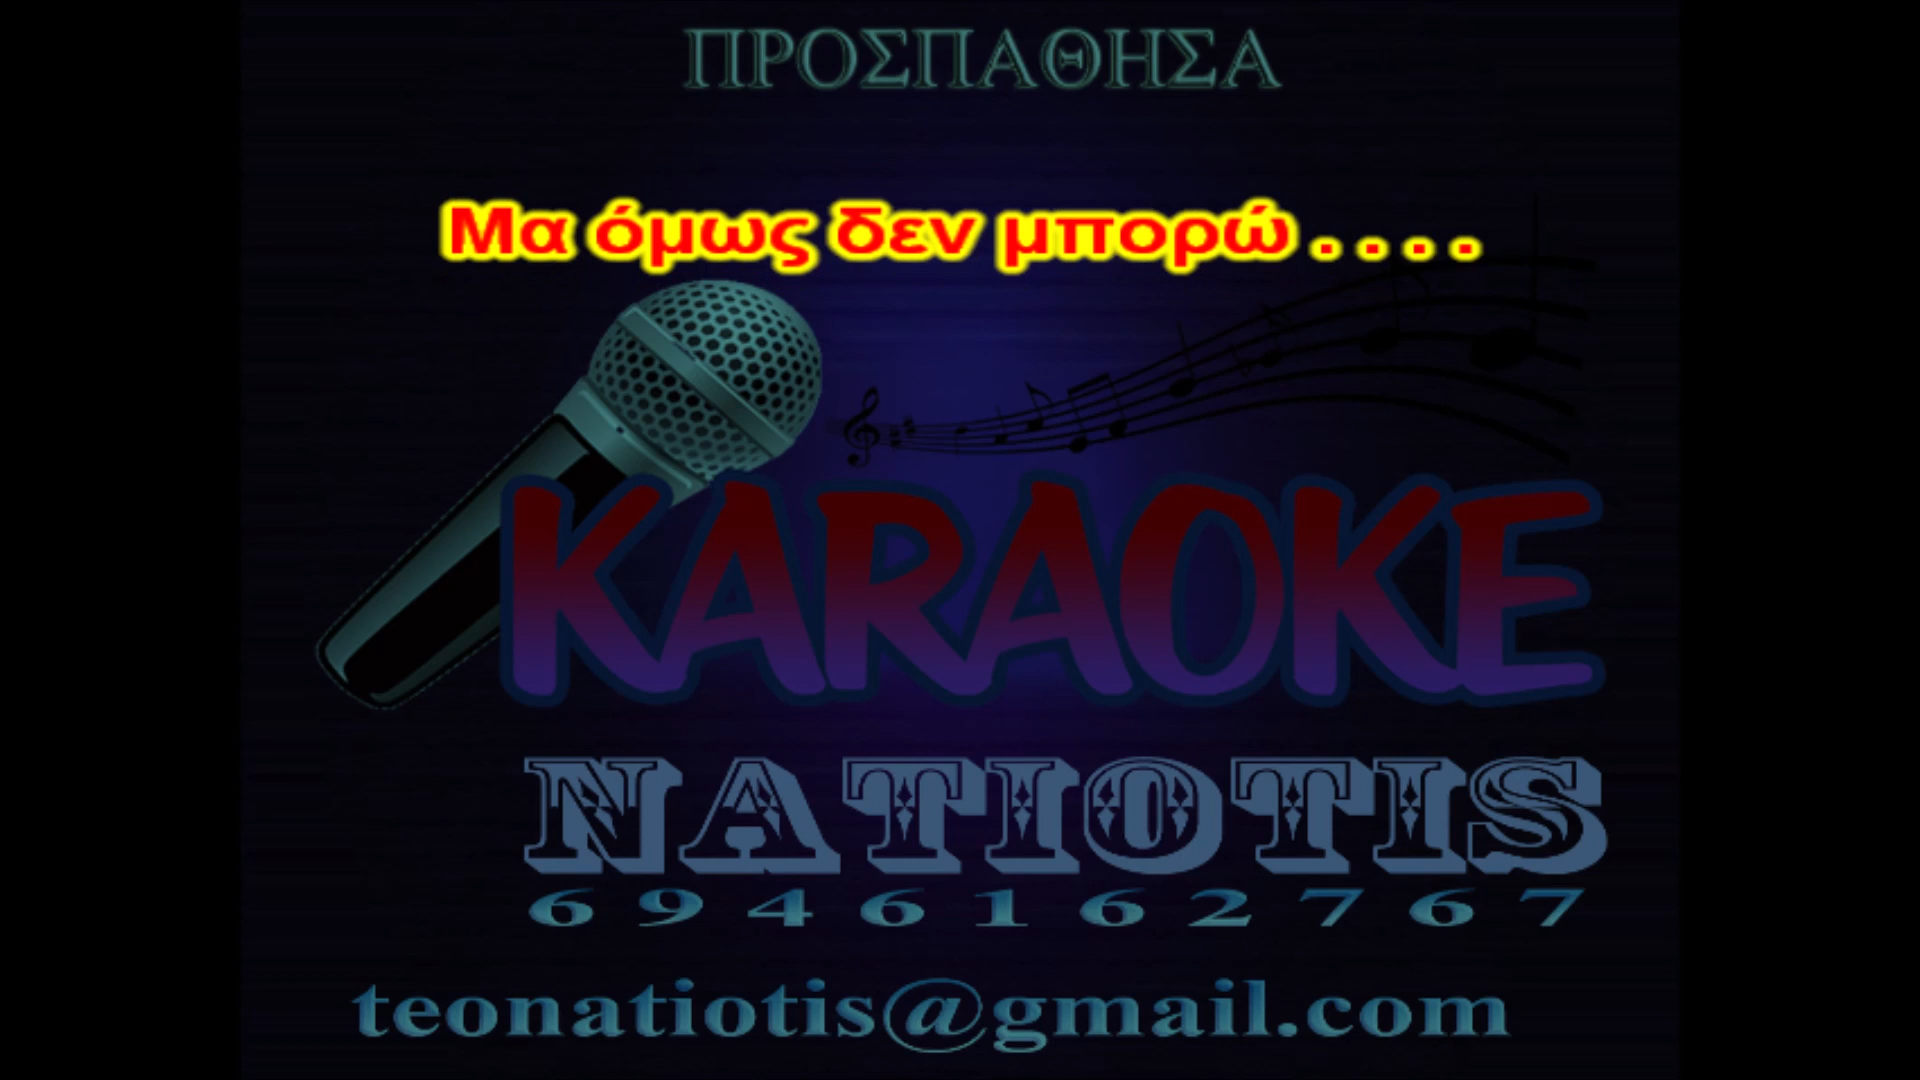 ΠΡΟΣΠΑΘΗΣΑ
Μα όμως δεν μπορώ . . . .
KARAOKE
NATIOTIS
6946162767
teonatiotis@gmail.com